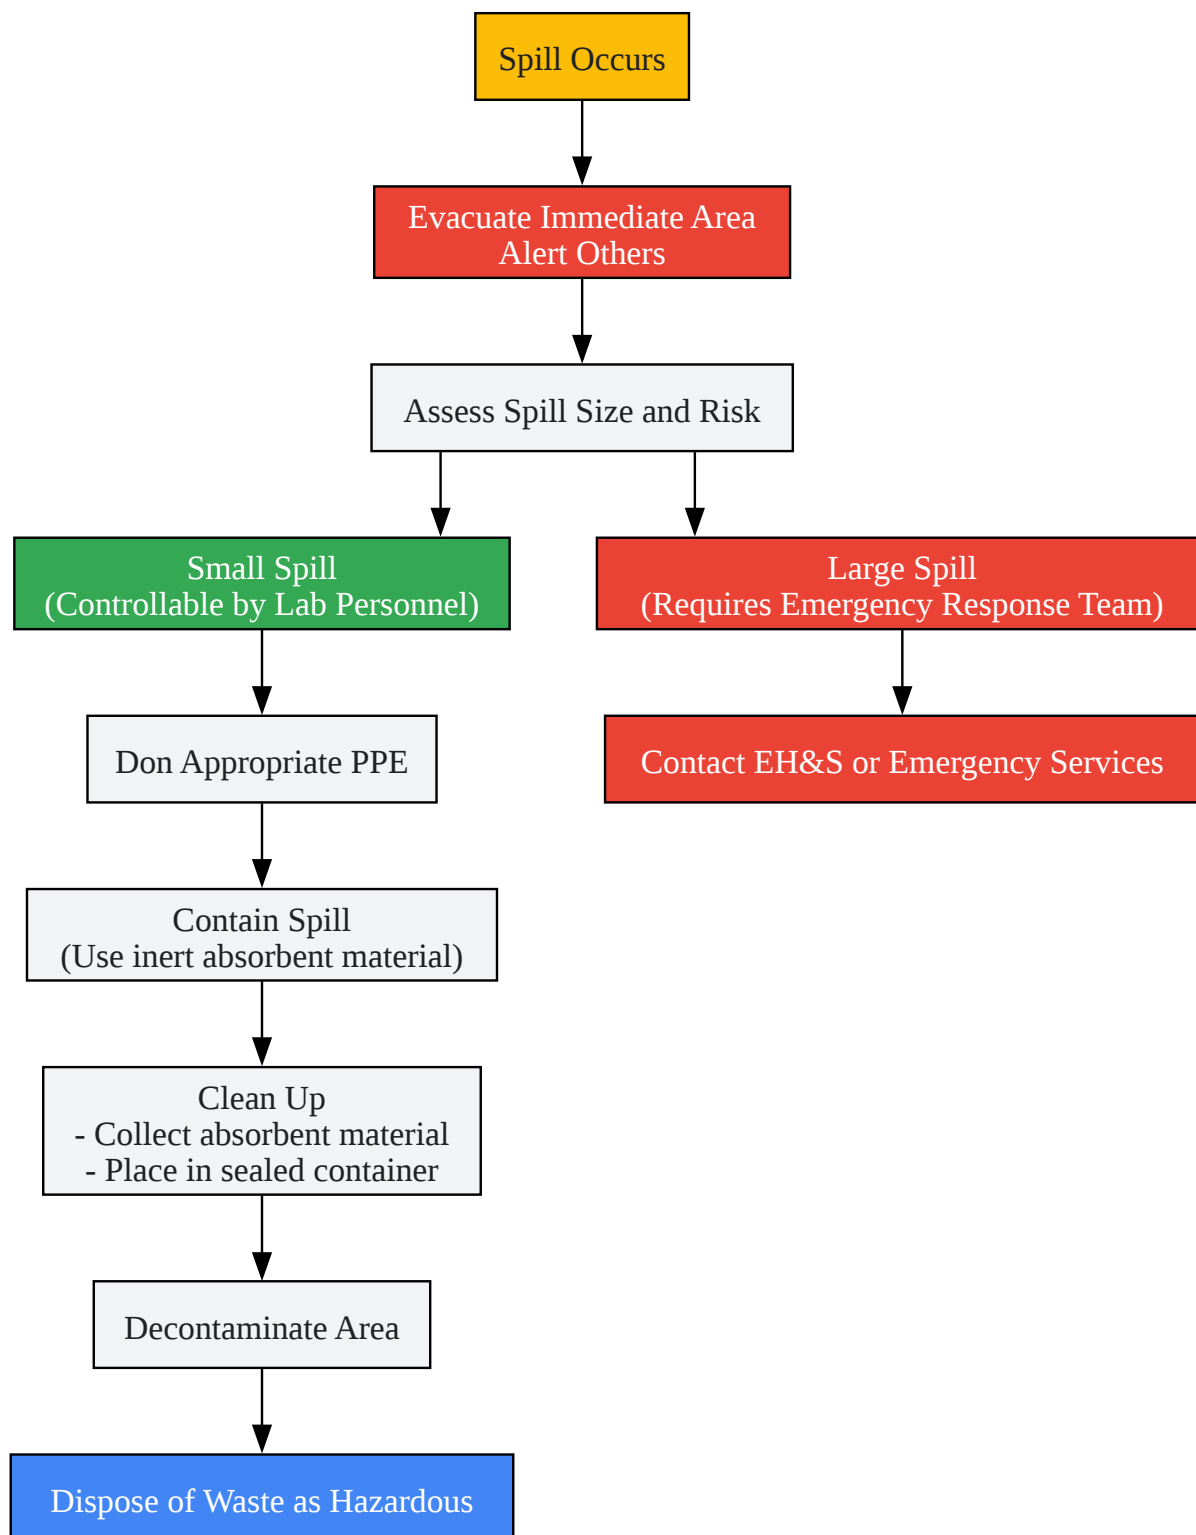 Spill Occurs
Evacuate Immediate Area
Alert Others
Assess Spill Size and Risk
Small Spill
(Controllable by Lab Personnel)
Large Spill
(Requires Emergency Response Team)
Don Appropriate PPE
Contact EH&S or Emergency Services
Contain Spill
(Use inert absorbent material)
Clean Up
- Collect absorbent material
- Place in sealed container
Decontaminate Area
Dispose of Waste as Hazardous